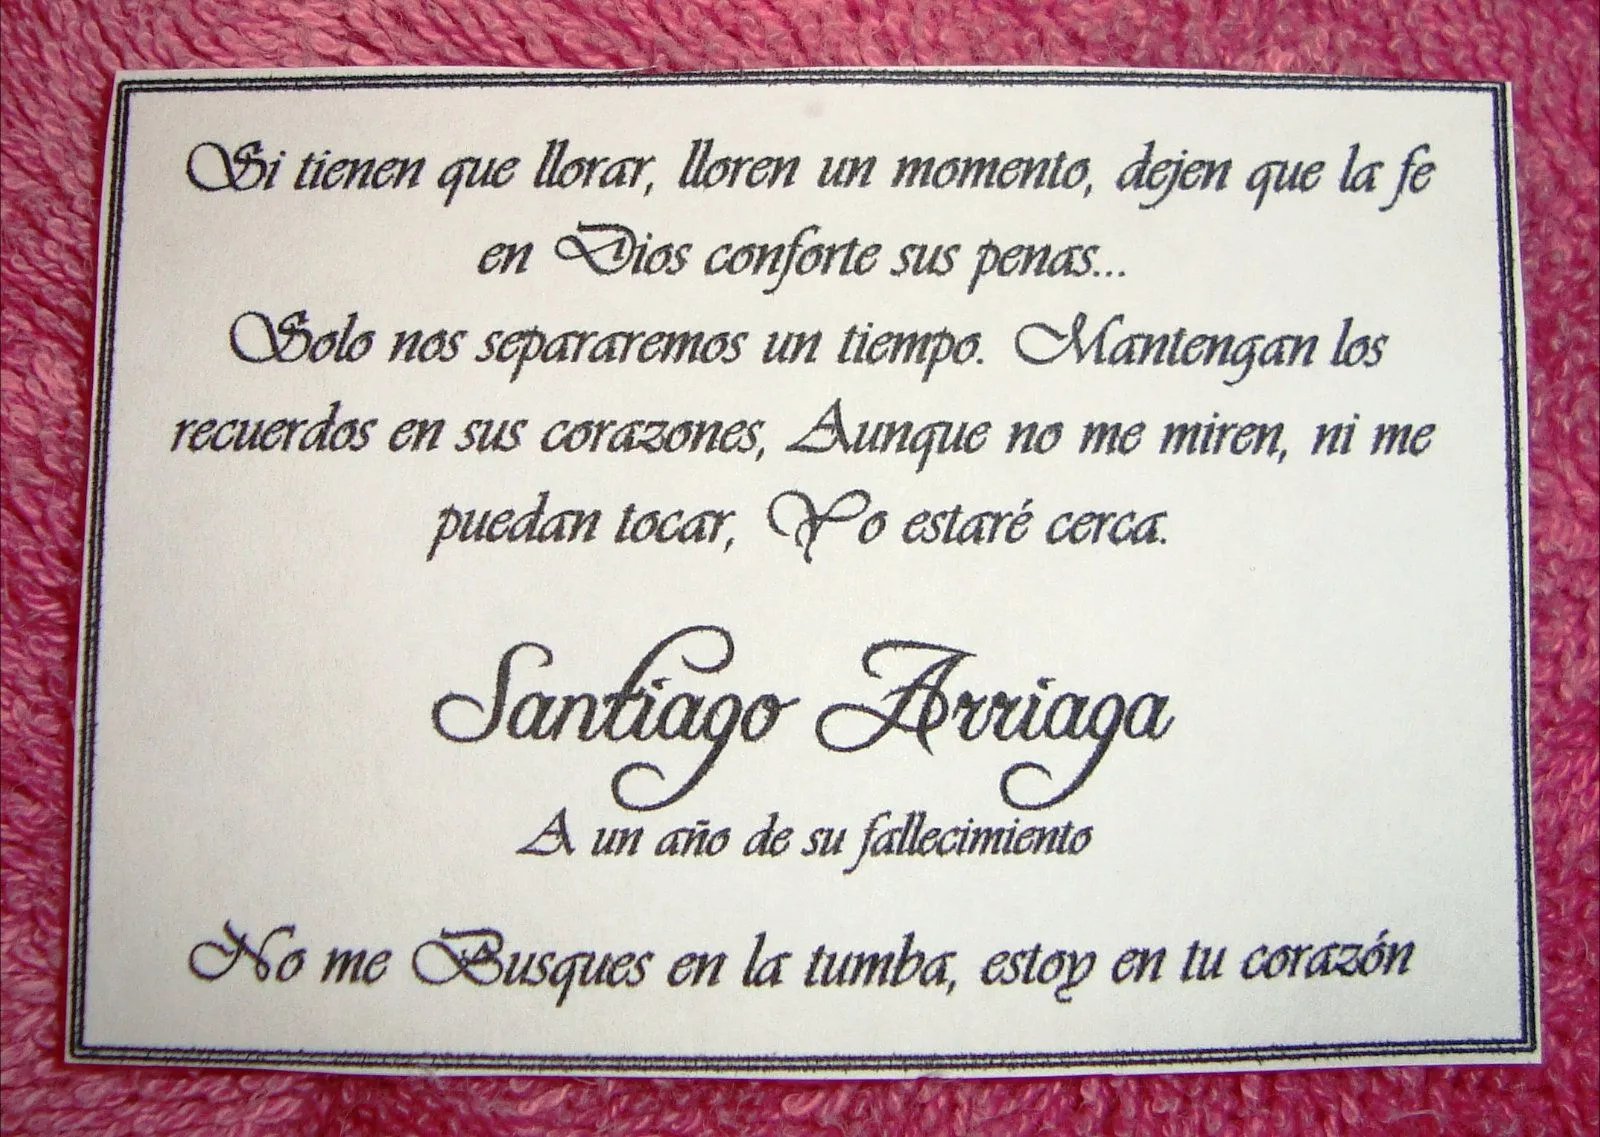 Si tienen que llorar, lloren un momento, dejen que la fe
en Dios conforte sus penas...
Solo nos separaremos un tiempo. Mantengan los
recuerdos en sus corazones, Aunque no me miren, ni me
puedan tocar, Yo estaré cerca.
Santiago Arriaga
A un año de su fallecimiento
No me Busques en la tumba, estoy en tu corazón